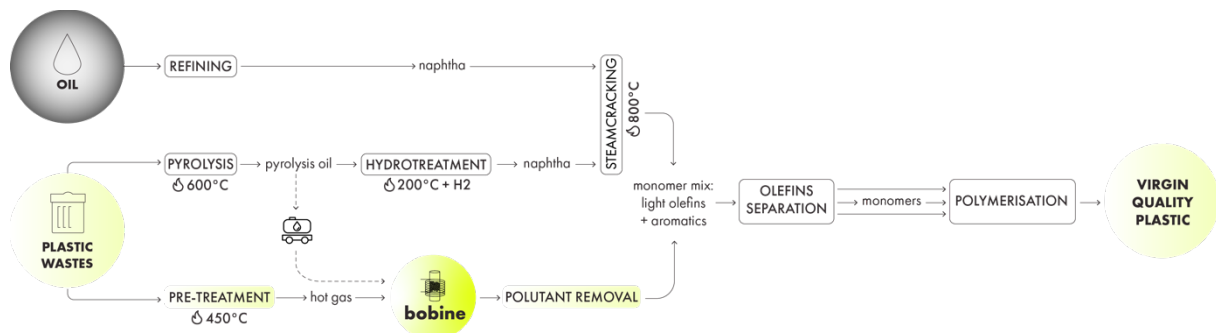 OIL
REFINING
naphtha
STEAMCRACKING
800°C
PYROLYSIS
600°C
pyrolysis oil
HYDROTREATMENT
200°C + H2
naphtha
PLASTIC
WASTES
PRE-TREATMENT
450°C
hot gas
bobine
POLUTANT REMOVAL
monomer mix:
light olefins
+ aromatics
OLEFINS
SEPARATION
monomers
POLYMERISATION
VIRGIN
QUALITY
PLASTIC